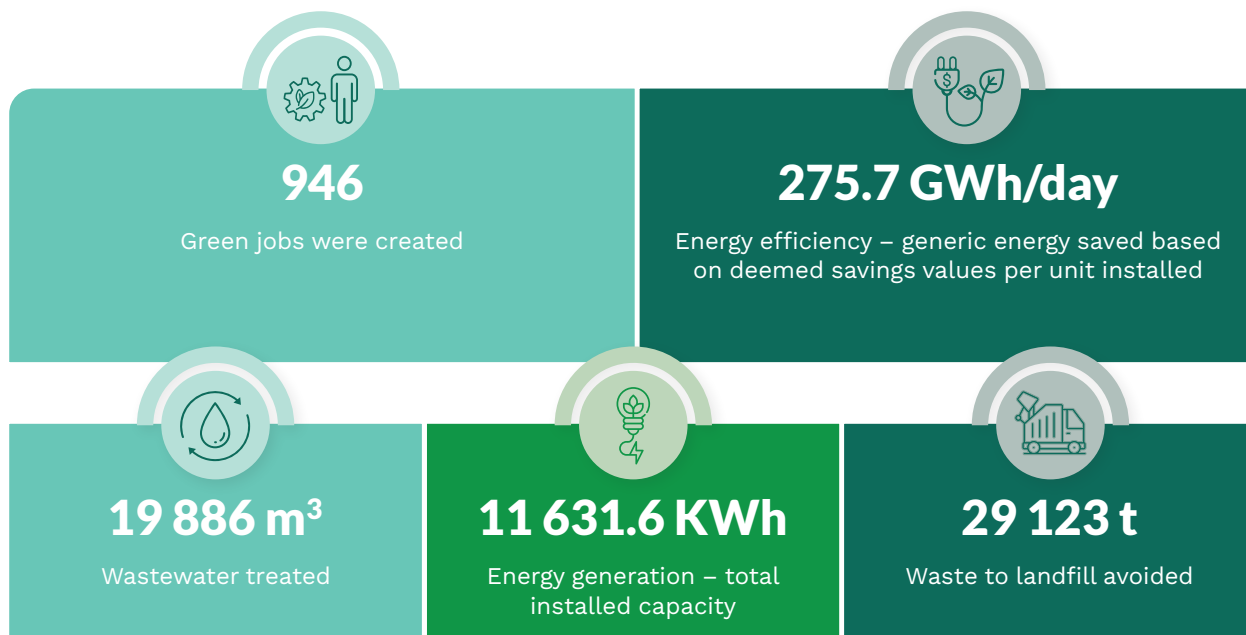 946
Green jobs were created
275.7 GWh/day
Energy efficiency – generic energy saved based
on deemed savings values per unit installed
19 886 m³
Wastewater treated
11 631.6 KWh
Energy generation – total
installed capacity
29 123 t
Waste to landfill avoided